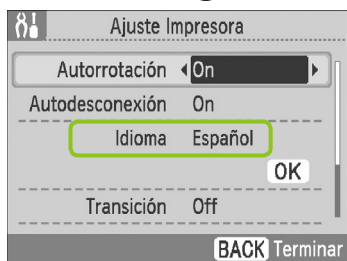 Ajuste Impresora
Autorrotación On
Autodesconexión On
Idioma Español
OK
Transición Off
BACK Terminar